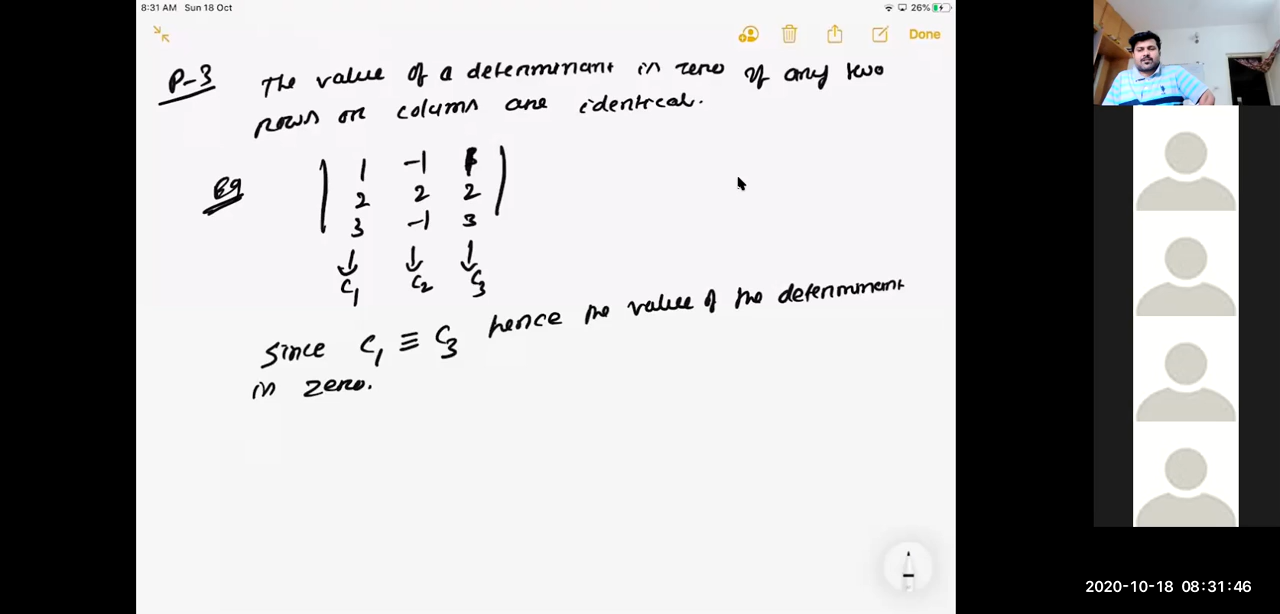 8:31 AM Sun 18 Oct
26%
Done
P-3 The value of a determinant is zero if any two
rows or column are identical.
Eg
1 -1 1
2 2 2
3 -1 3
↓ ↓ ↓
C1 C2 C3
Since C1 ≡ C3 hence the value of the determinant
is zero.
2020-10-18 08:31:46